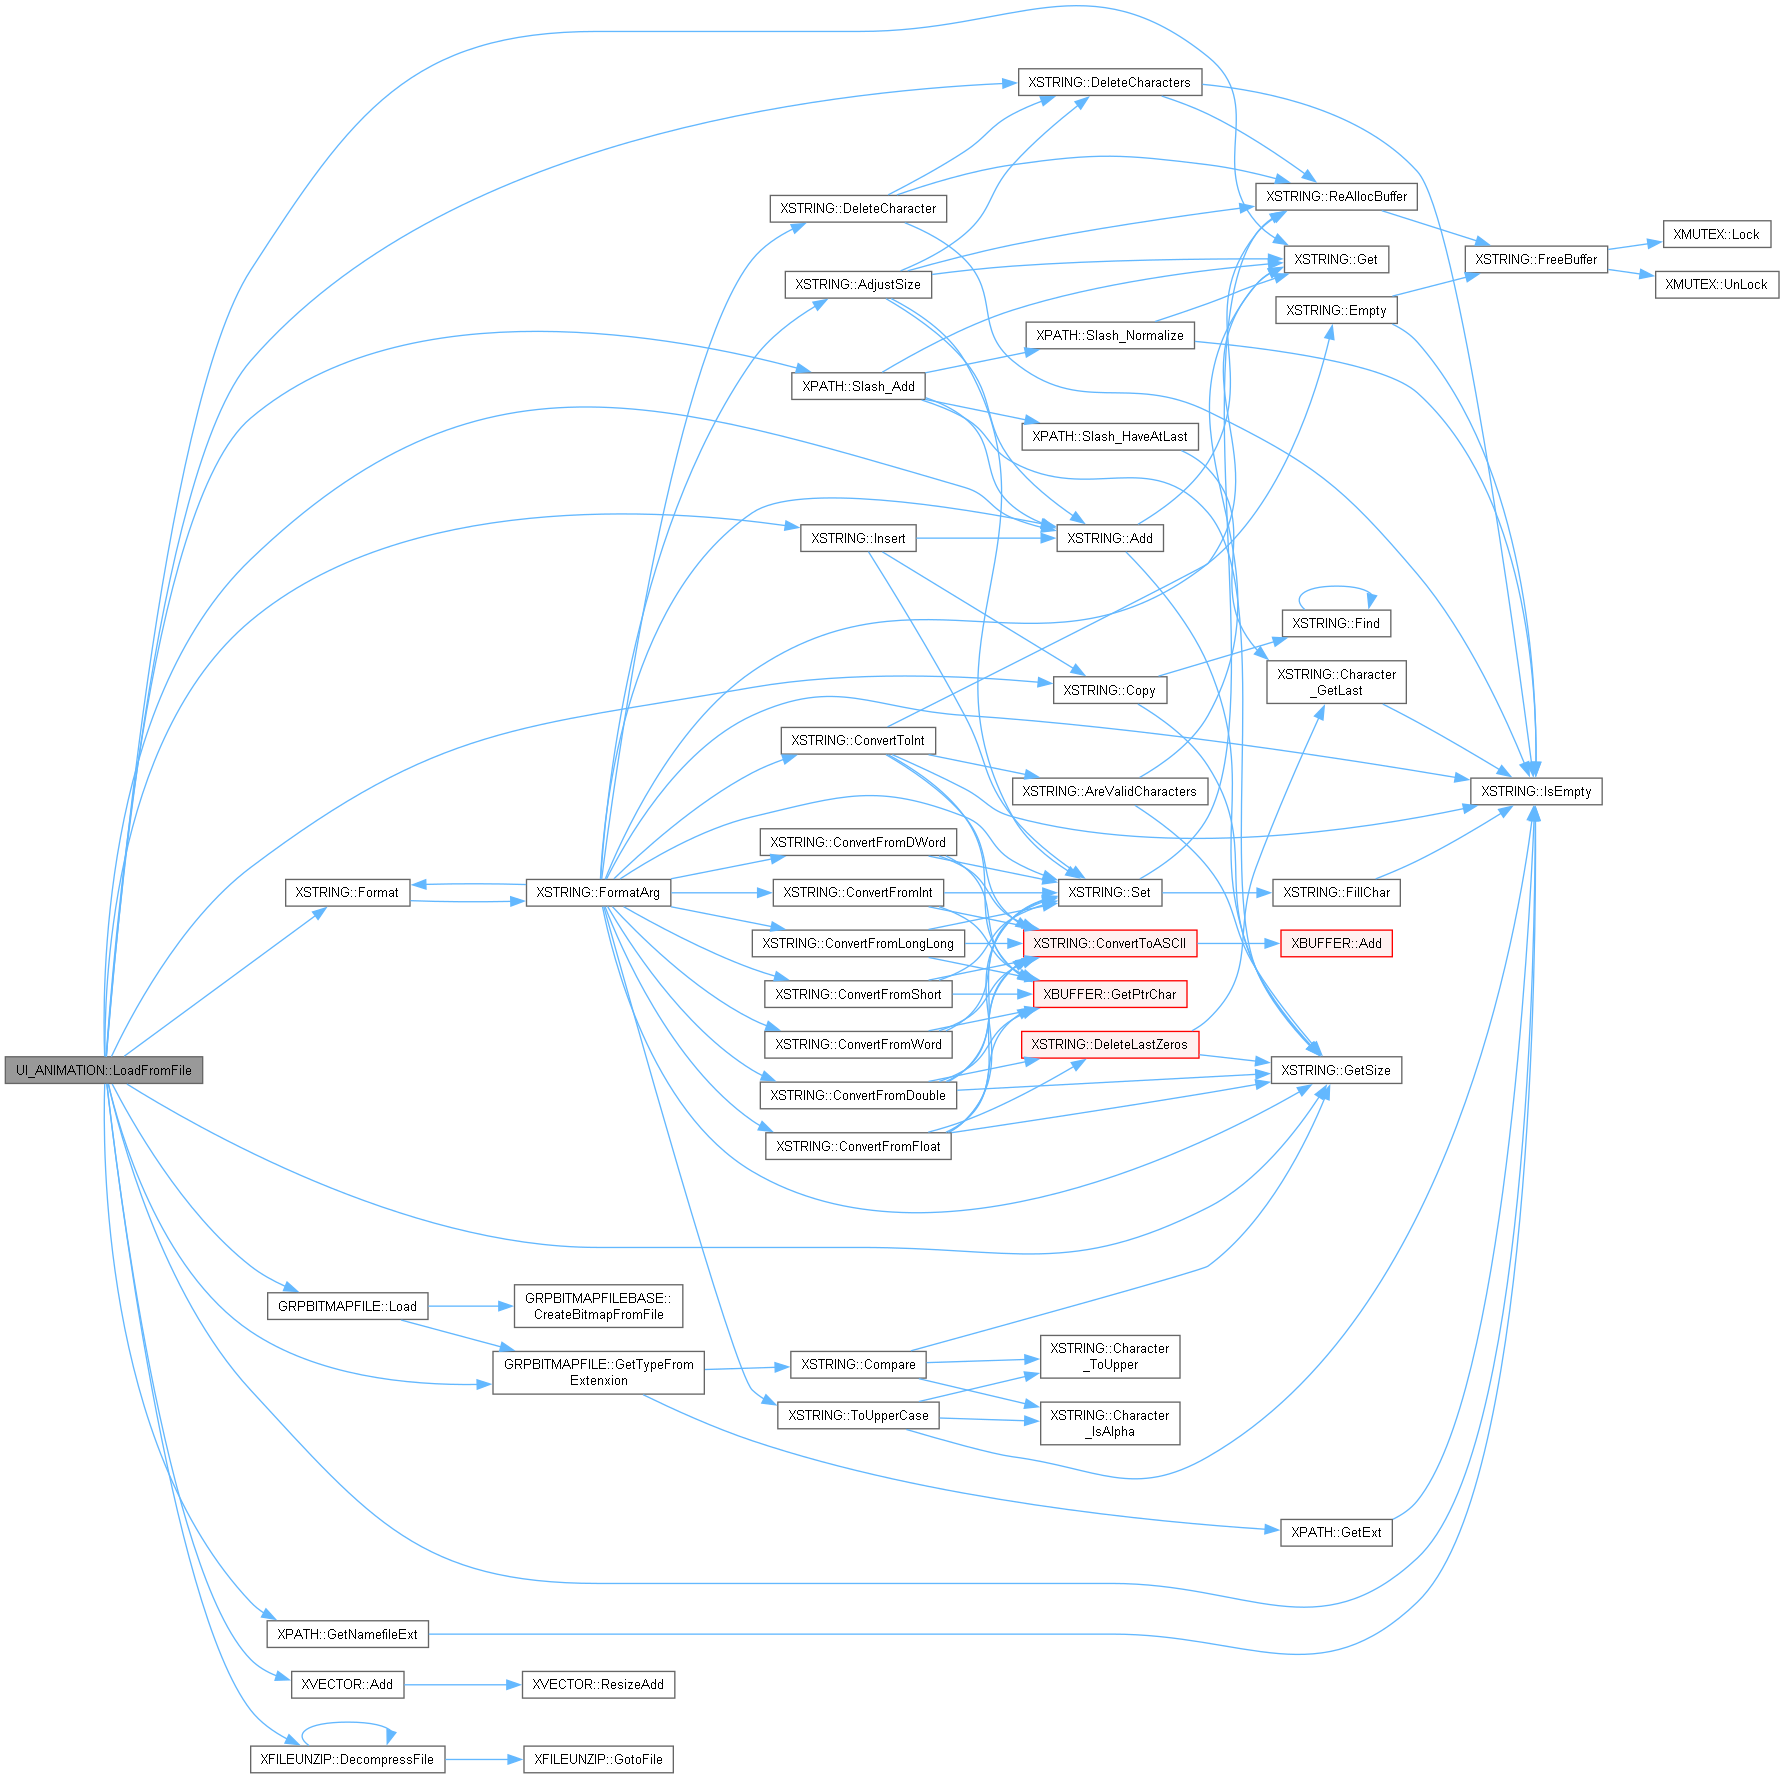 XSTRING::DeleteCharacters
XSTRING::DeleteCharacter
XSTRING::ReAllocBuffer
XMUTEX::Lock
XSTRING::Get
XSTRING::FreeBuffer
XSTRING::AdjustSize
XMUTEX::UnLock
XSTRING::Empty
XPATH::Slash_Normalize
XPATH::Slash_Add
XPATH::Slash_HaveAtLast
XSTRING::Insert
XSTRING::Add
XSTRING::Find
XSTRING::Copy
XSTRING::Character
_GetLast
XSTRING::ConvertToInt
XSTRING::AreValidCharacters
XSTRING::IsEmpty
XSTRING::ConvertFromDWord
XSTRING::Format
XSTRING::FormatArg
XSTRING::ConvertFromInt
XSTRING::Set
XSTRING::FillChar
XSTRING::ConvertFromLongLong
XSTRING::ConvertToASCII
XBUFFER::Add
XSTRING::ConvertFromShort
XBUFFER::GetPtrChar
XSTRING::ConvertFromWord
XSTRING::DeleteLastZeros
UI_ANIMATION::LoadFromFile
XSTRING::GetSize
XSTRING::ConvertFromDouble
XSTRING::ConvertFromFloat
GRPBITMAPFILE::Load
GRPBITMAPFILEBASE::
CreateBitmapFromFile
GRPBITMAPFILE::GetTypeFrom
Extenxion
XSTRING::Compare
XSTRING::Character
_ToUpper
XSTRING::ToUpperCase
XSTRING::Character
_IsAlpha
XPATH::GetExt
XPATH::GetNamefileExt
XVECTOR::Add
XVECTOR::ResizeAdd
XFILEUNZIP::DecompressFile
XFILEUNZIP::GotoFile